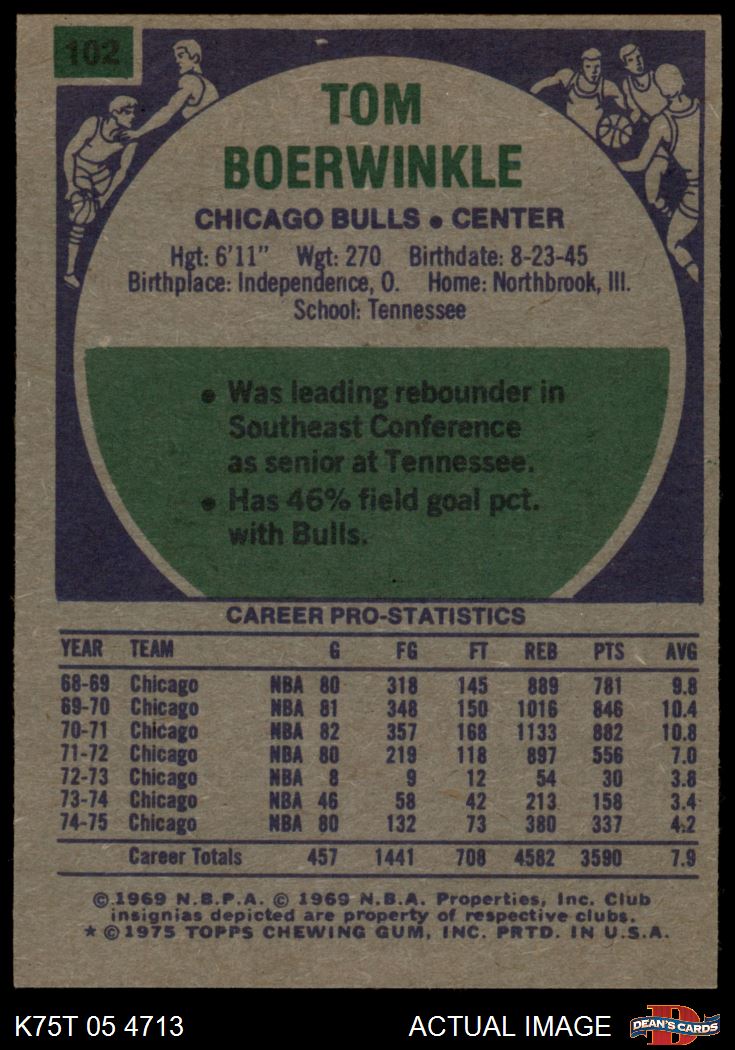 102
TOM
BOERWINKLE
CHICAGO BULLS • CENTER
Hgt: 6'11" Wgt: 270 Birthdate: 8-23-45
Birthplace: Independence, O. Home: Northbrook, Ill.
School: Tennessee
• Was leading rebounder in
Southeast Conference
as senior at Tennessee.
• Has 46% field goal pct.
with Bulls.
CAREER PRO-STATISTICS
YEAR TEAM G FG FT REB PTS AVG
68-69 Chicago NBA 80 318 145 889 781 9.8
69-70 Chicago NBA 81 348 150 1016 846 10.4
70-71 Chicago NBA 82 357 168 1133 882 10.8
71-72 Chicago NBA 80 219 118 897 556 7.0
72-73 Chicago NBA 8 9 12 54 30 3.8
73-74 Chicago NBA 46 58 42 213 158 3.4
74-75 Chicago NBA 80 132 73 380 337 4.2
Career Totals 457 1441 708 4582 3590 7.9
© 1969 N.B.P.A. © 1969 N.B.A. Properties, Inc. Club
insignias depicted are property of respective clubs.
* © 1975 TOPPS CHEWING GUM, INC. PRTD. IN U.S.A.
K75T 05 4713 ACTUAL IMAGE DEAN'S CARDS